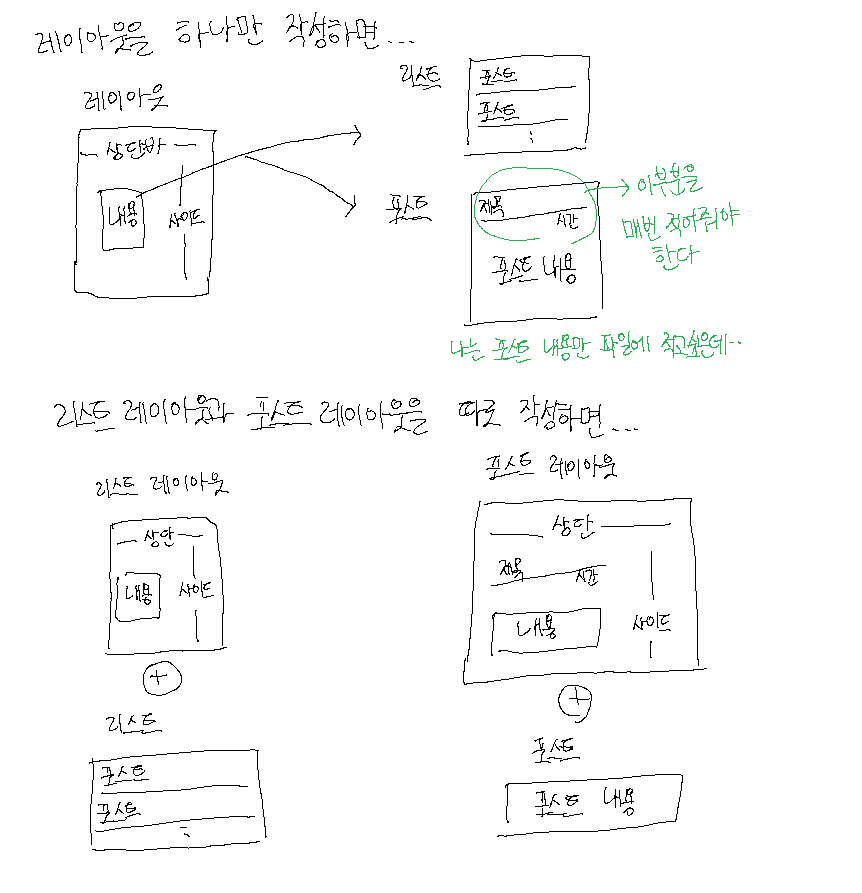 레이아웃을 하나만 작성하면...
레이아웃
상단바
내용
사이드
리스트
포스트
포스트
:
포스트
제목
시간
포스트 내용
이부분을
매번 적어줘야
한다
나는 포스트 내용만 파일에 적고싶은데..
리스트 레이아웃과 포스트 레이아웃을 따로 작성하면...
리스트 레이아웃
상단
내용
사이드
+
리스트
포스트
포스트
:
포스트 레이아웃
상단
제목
시간
내용
사이드
+
포스트
포스트 내용